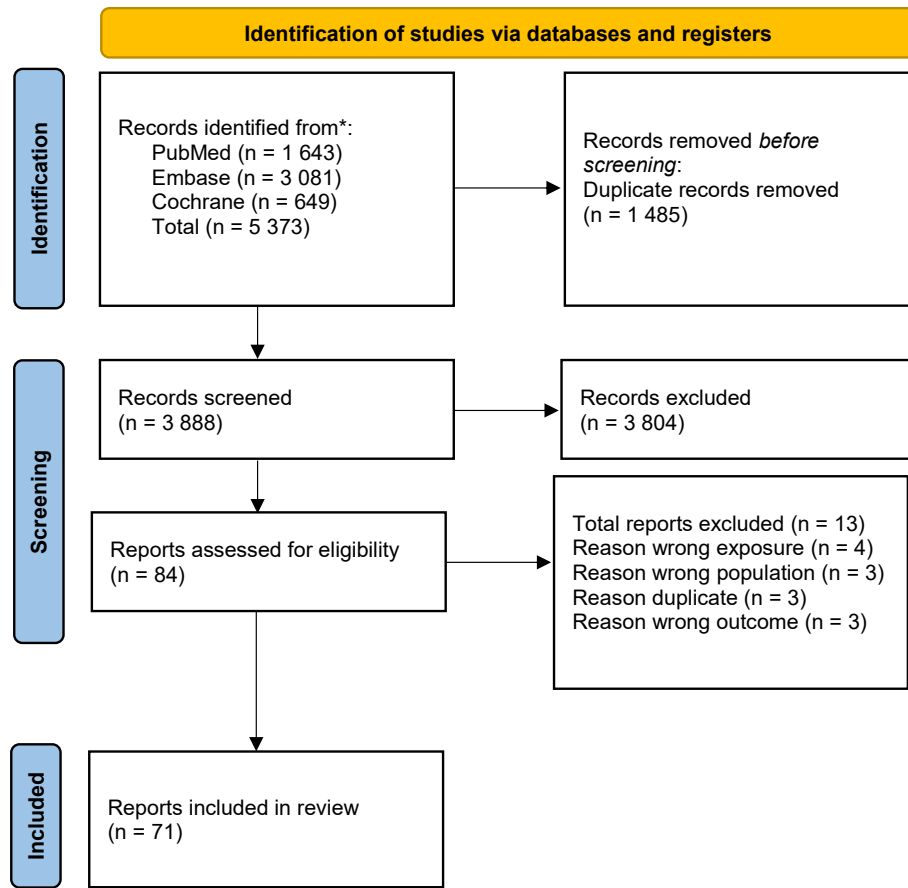 Identification of studies via databases and registers
Identification
Records identified from*:
PubMed (n = 1 643)
Embase (n = 3 081)
Cochrane (n = 649)
Total (n = 5 373)
Records removed before
screening:
Duplicate records removed
(n = 1 485)
Screening
Records screened
(n = 3 888)
Records excluded
(n = 3 804)
Reports assessed for eligibility
(n = 84)
Total reports excluded (n = 13)
Reason wrong exposure (n = 4)
Reason wrong population (n = 3)
Reason duplicate (n = 3)
Reason wrong outcome (n = 3)
Included
Reports included in review
(n = 71)